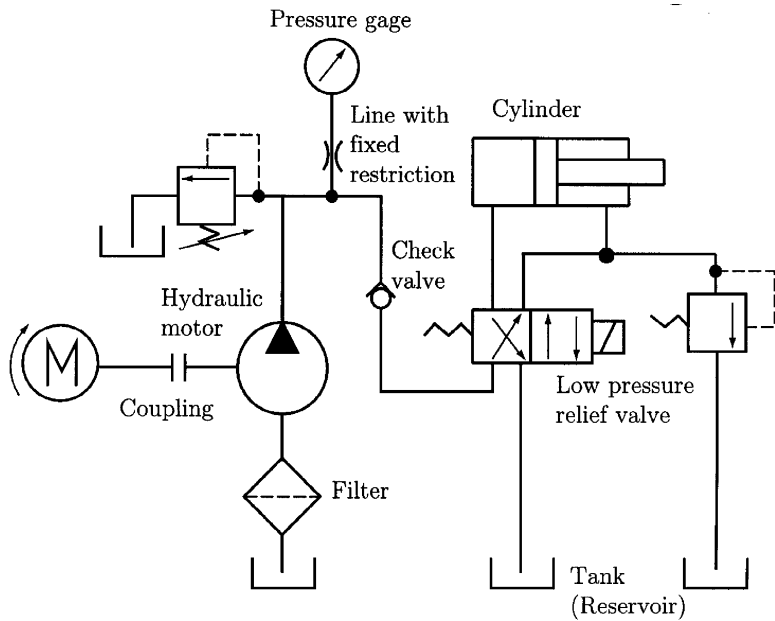 Pressure gage
Line with
fixed
restriction
Cylinder
Check
valve
Hydraulic
motor
M
Coupling
Low pressure
relief valve
Filter
Tank
(Reservoir)